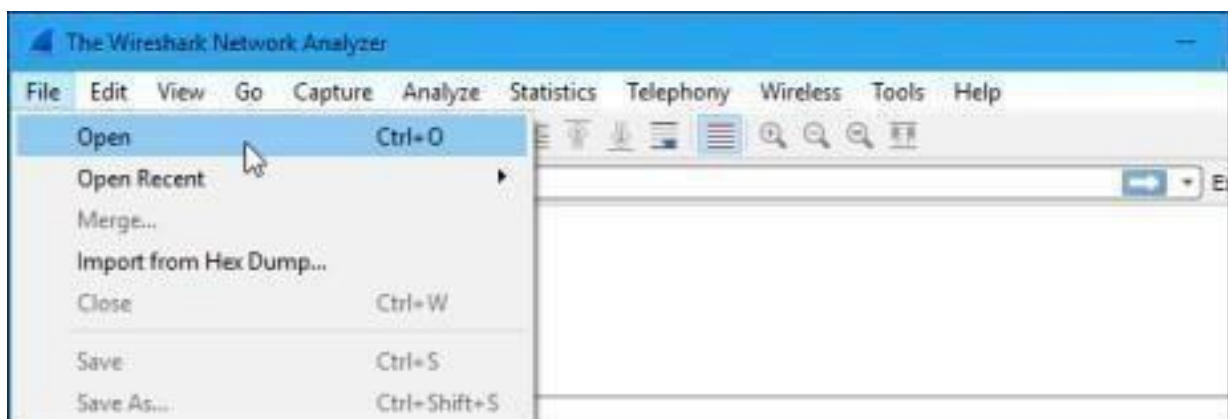 The Wireshark Network Analyzer
File Edit View Go Capture Analyze Statistics Telephony Wireless Tools Help
Open Ctrl+O
Open Recent
Merge...
Import from Hex Dump...
Close Ctrl+W
Save Ctrl+S
Save As... Ctrl+Shift+S